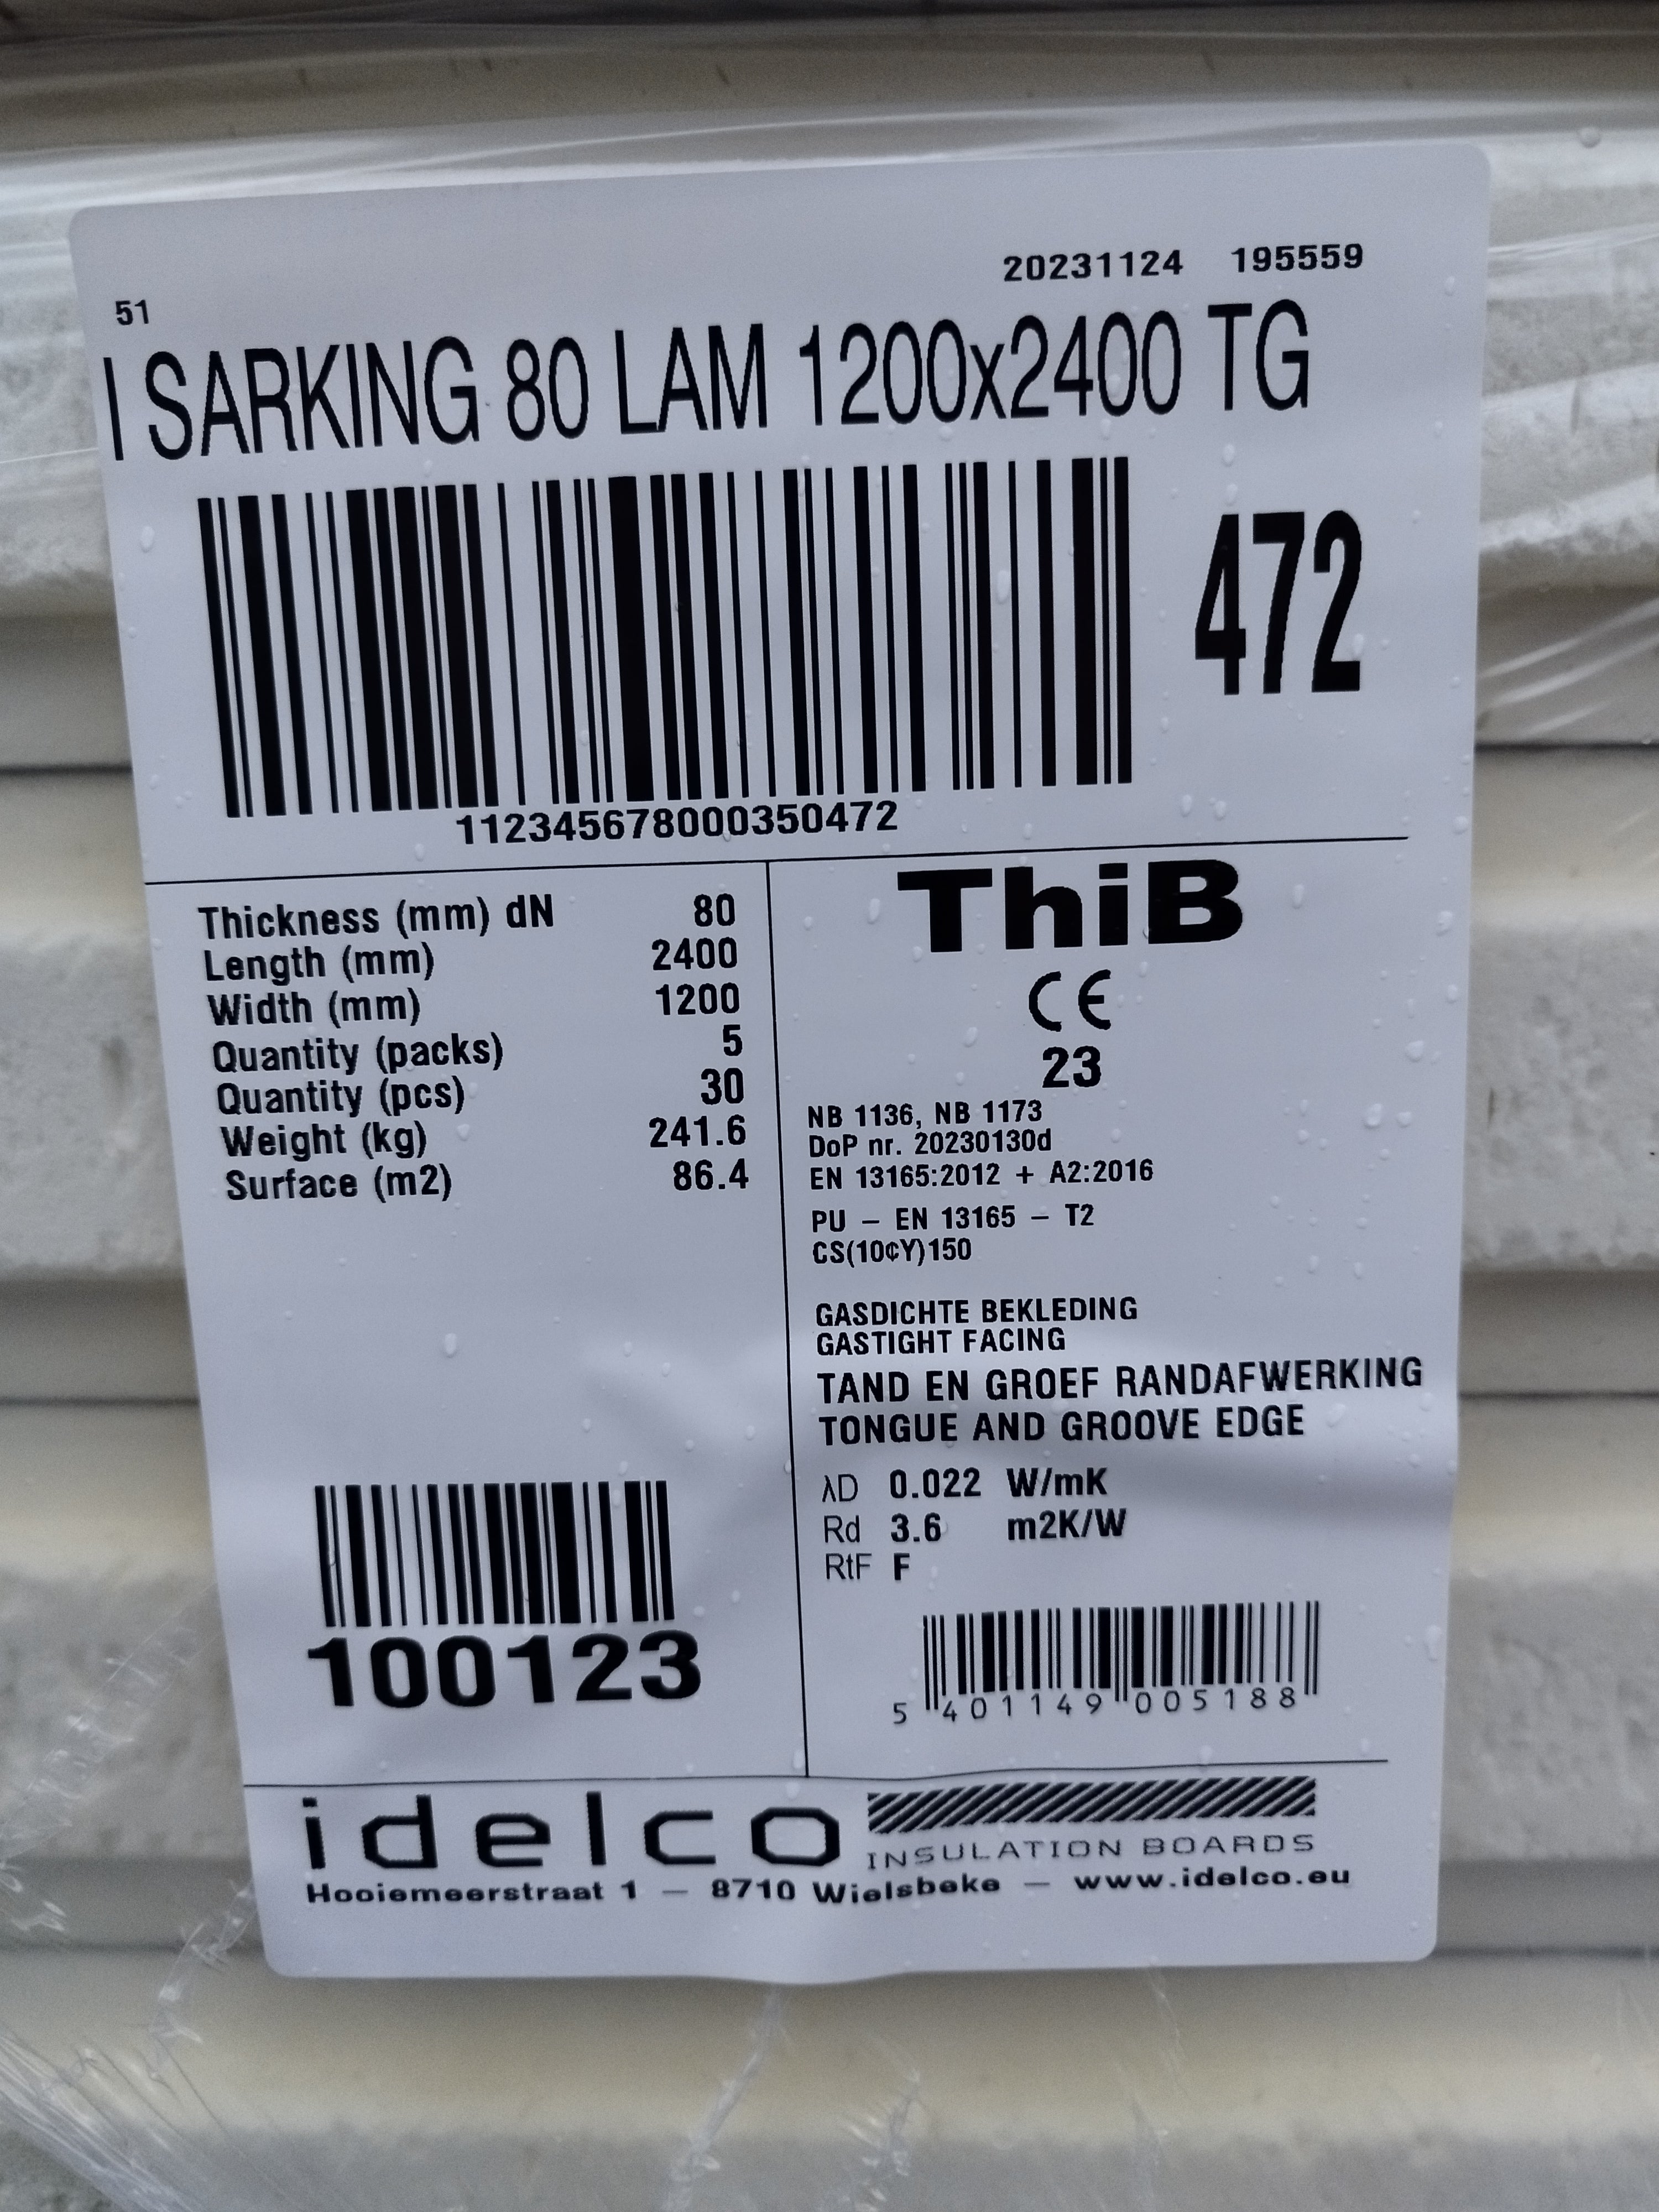 20231124 195559
51
I SARKING 80 LAM 1200x2400 TG
472
112345678000350472
Thickness (mm) dN 80
Length (mm) 2400
Width (mm) 1200
Quantity (packs) 5
Quantity (pcs) 30
Weight (kg) 241.6
Surface (m2) 86.4
100123
ThiB
CE
23
NB 1136, NB 1173
DoP nr. 20230130d
EN 13165:2012 + A2:2016
PU – EN 13165 – T2
CS(10¢Y)150
GASDICHTE BEKLEDING
GASTIGHT FACING
TAND EN GROEF RANDAFWERKING
TONGUE AND GROOVE EDGE
λD 0.022 W/mK
Rd 3.6 m2K/W
RtF F
5 401149 005188
idelco
INSULATION BOARDS
Hooiemeerstraat 1 – 8710 Wielsbeke – www.idelco.eu